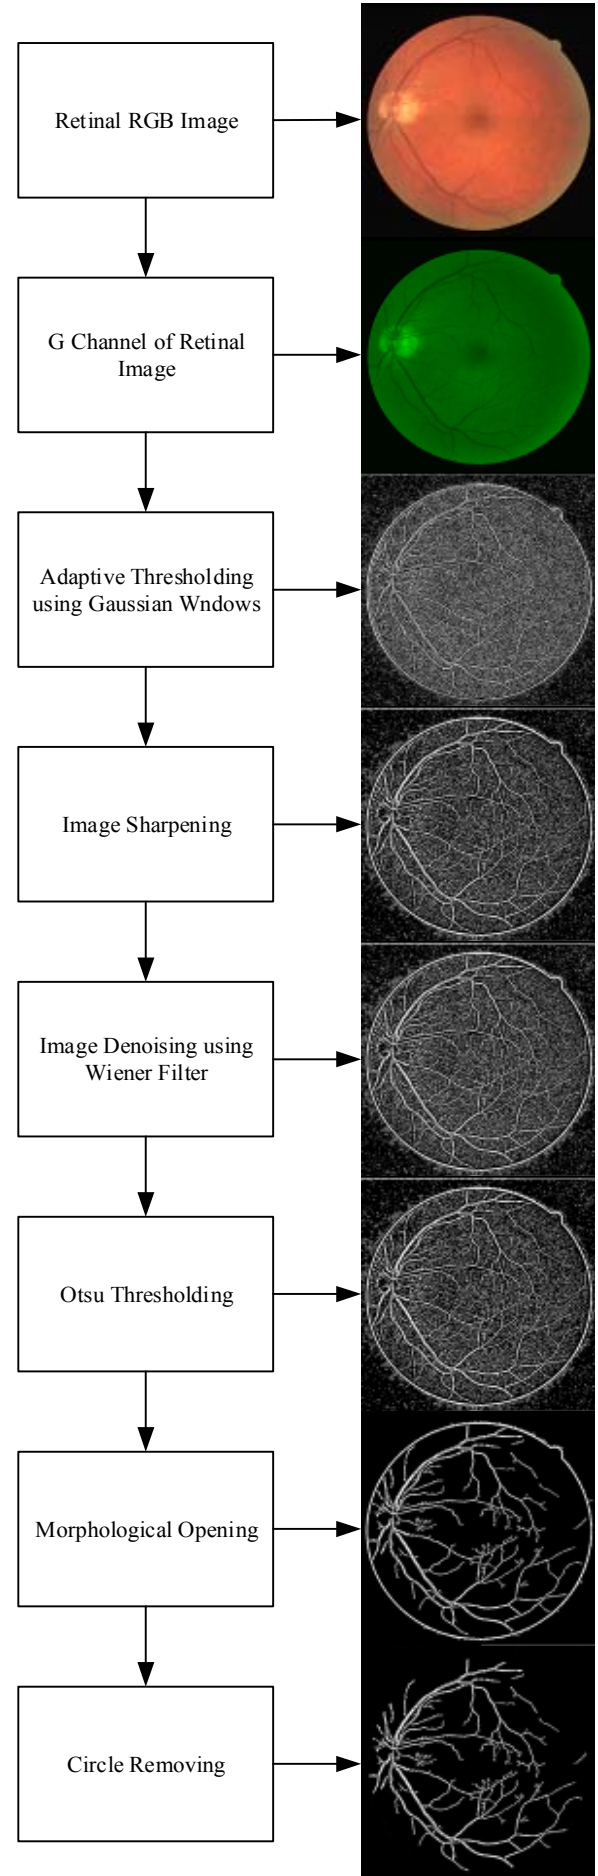 Retinal RGB Image
G Channel of Retinal
Image
Adaptive Thresholding
using Gaussian Wndows
Image Sharpening
Image Denoising using
Wiener Filter
Otsu Thresholding
Morphological Opening
Circle Removing